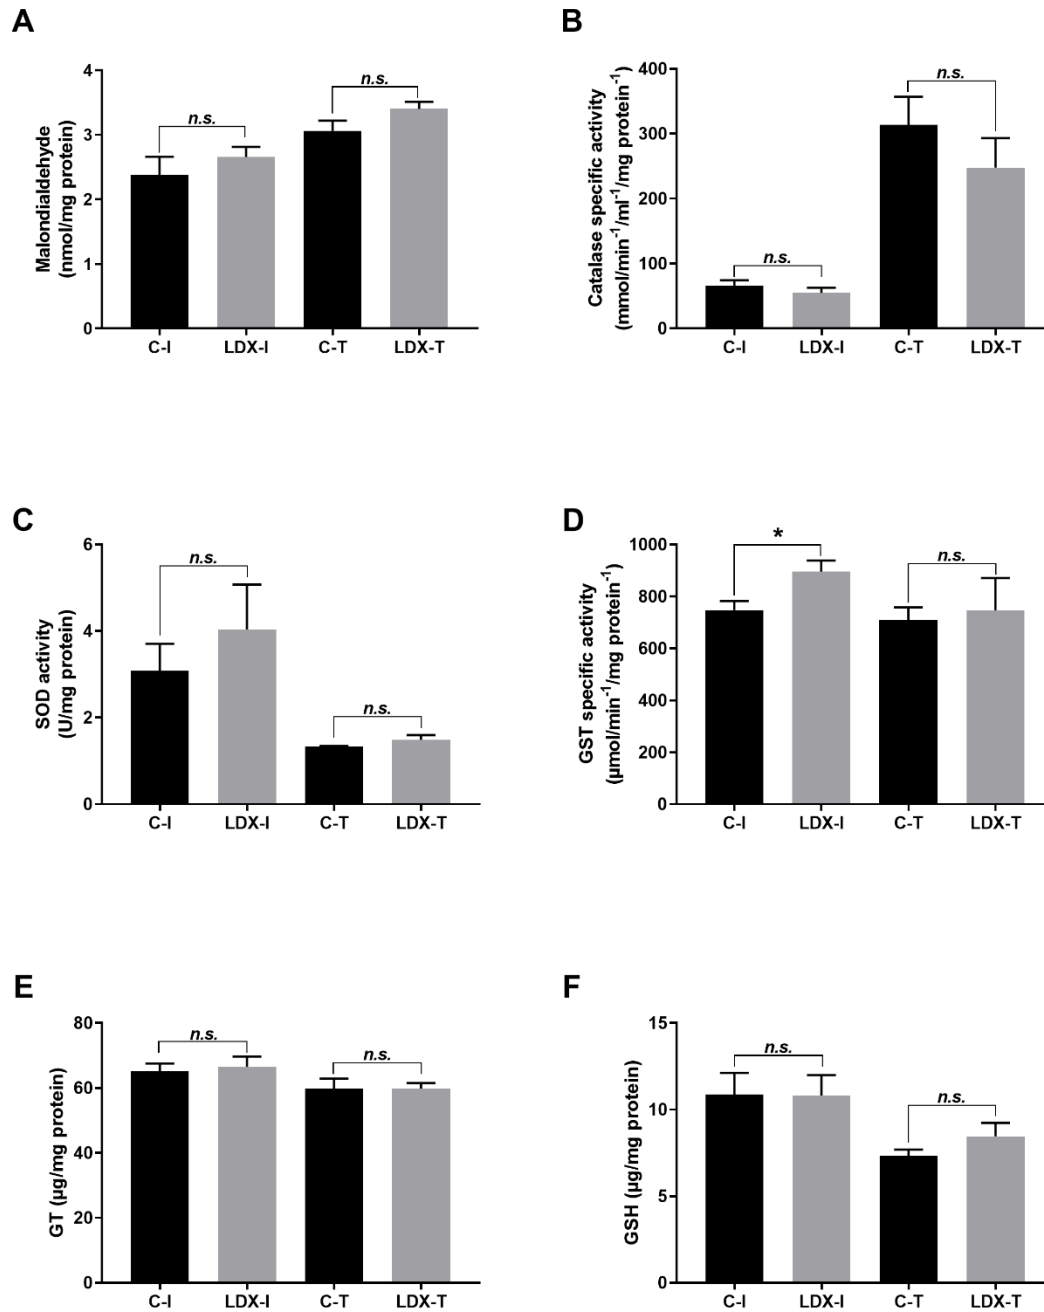 A
Malondialdehyde
(nmol/mg protein)
4
3
2
1
0
n.s.
n.s.
C-I LDX-I C-T LDX-T
B
Catalase specific activity
(mmol/min⁻¹/ml⁻¹/mg protein⁻¹)
400
300
200
100
0
n.s.
n.s.
C-I LDX-I C-T LDX-T
C
SOD activity
(U/mg protein)
6
4
2
0
n.s.
n.s.
C-I LDX-I C-T LDX-T
D
GST specific activity
(µmol/min⁻¹/mg protein⁻¹)
1000
800
600
400
200
0
*
n.s.
C-I LDX-I C-T LDX-T
E
GT (µg/mg protein)
80
60
40
20
0
n.s.
n.s.
C-I LDX-I C-T LDX-T
F
GSH (µg/mg protein)
15
10
5
0
n.s.
n.s.
C-I LDX-I C-T LDX-T